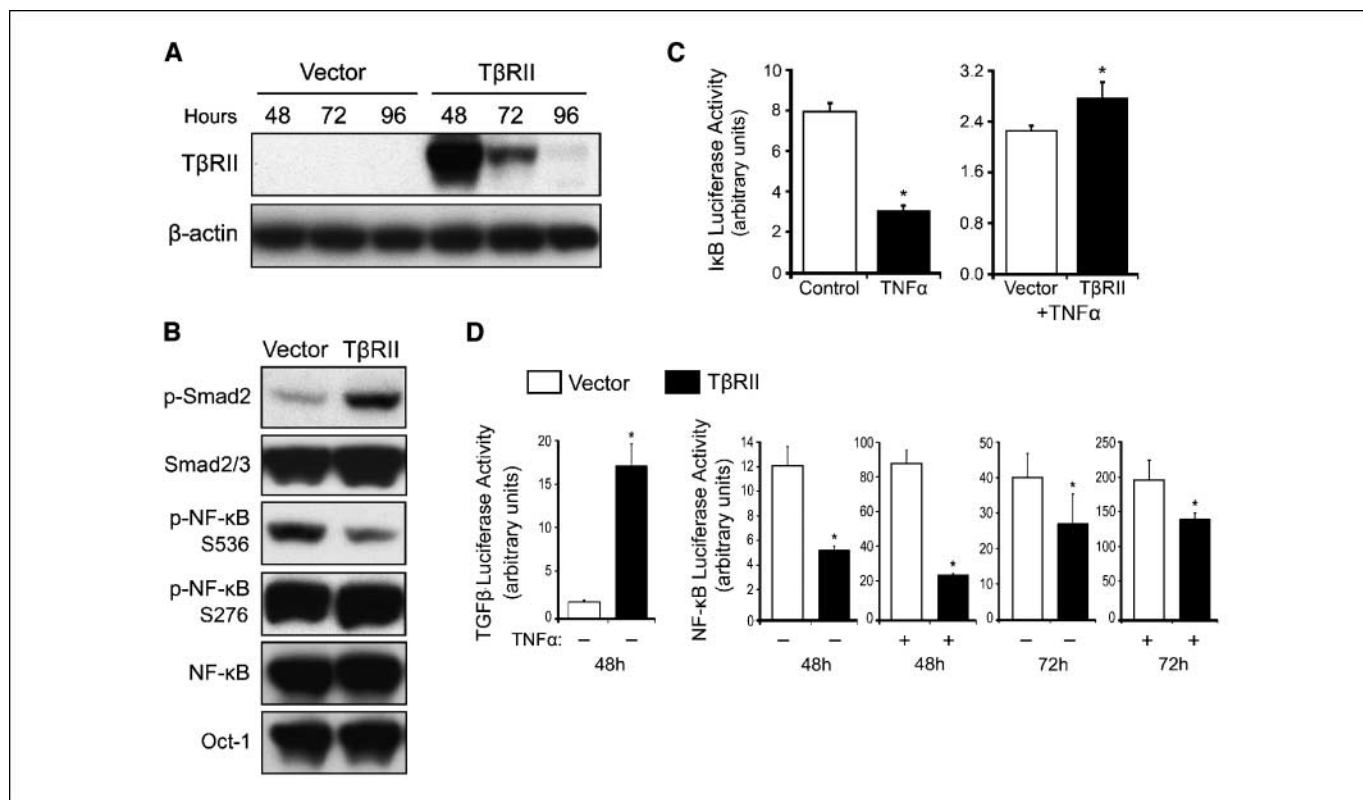 A
Vector TβRII
Hours 48 72 96 48 72 96
TβRII
β-actin
B
Vector TβRII
p-Smad2
Smad2/3
p-NF-κB
S536
p-NF-κB
S276
NF-κB
Oct-1
C
IκB Luciferase Activity
(arbitrary units)
10
8
6
4
2
0
Control TNFα
*
3.2
2.4
1.6
0.8
0.0
*
Vector TβRII
+TNFα
D
Vector TβRII
TGFβ Luciferase Activity
(arbitrary units)
20
15
10
5
0
*
TNFα: – –
48h
NF-κB Luciferase Activity
(arbitrary units)
14
12
10
8
6
4
2
0
*
– –
48h
100
80
60
40
20
0
*
+ +
48h
50
40
30
20
10
0
*
– –
72h
250
200
150
100
50
0
*
+ +
72h